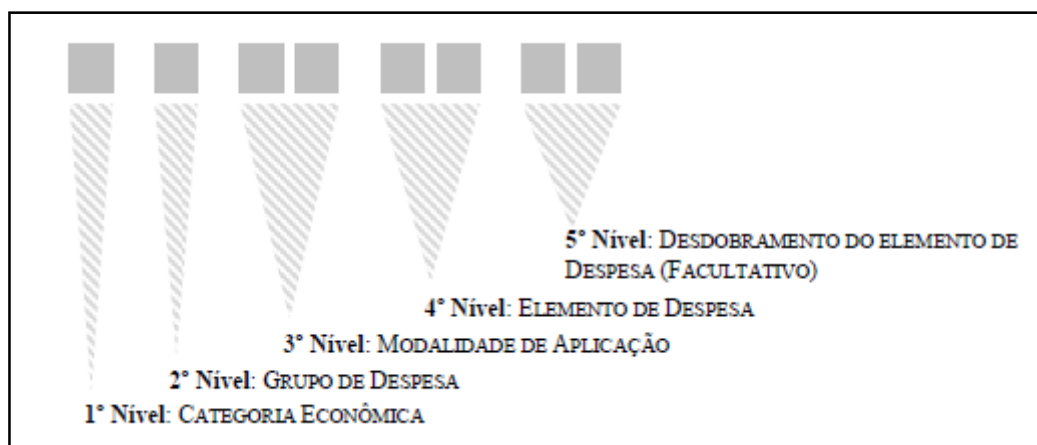 5° Nível: DESDOBRAMENTO DO ELEMENTO DE
DESPESA (FACULTATIVO)
4° Nível: ELEMENTO DE DESPESA
3° Nível: MODALIDADE DE APLICAÇÃO
2° Nível: GRUPO DE DESPESA
1° Nível: CATEGORIA ECONÔMICA